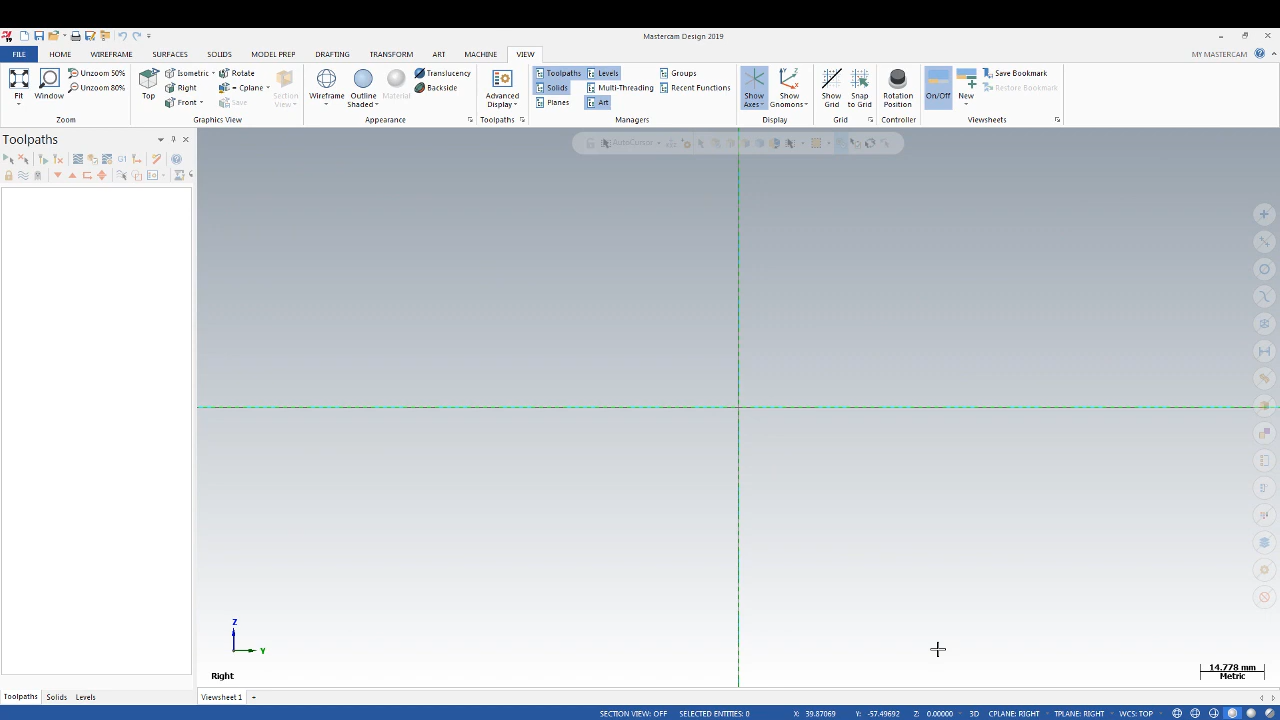 Mastercam Design 2019
FILE HOME WIREFRAME SURFACES SOLIDS MODEL PREP DRAFTING TRANSFORM ART MACHINE VIEW MY MASTERCAM
Fit
Window
Unzoom 50%
Unzoom 80%
Zoom
Top
Isometric
Right
Front
Rotate
= Cplane
Save
Section
View
Graphics View
Wireframe
Outline
Shaded
Material
Translucency
Backside
Appearance
Advanced
Display
Toolpaths
Toolpaths
Solids
Planes
Levels
Multi-Threading
Art
Groups
Recent Functions
Managers
Show
Axes
Show
Gnomons
Display
Show
Grid
Snap
to Grid
Grid
Rotation
Position
Controller
On/Off
New
Save Bookmark
Restore Bookmark
Viewsheets
Toolpaths
G1
AutoCursor
Z
Y
Right
14.778 mm
Metric
Toolpaths Solids Levels
Viewsheet 1 +
SECTION VIEW: OFF SELECTED ENTITIES: 0 X: 39.87069 Y: -57.49692 Z: 0.00000 3D CPLANE: RIGHT TPLANE: RIGHT WCS: TOP